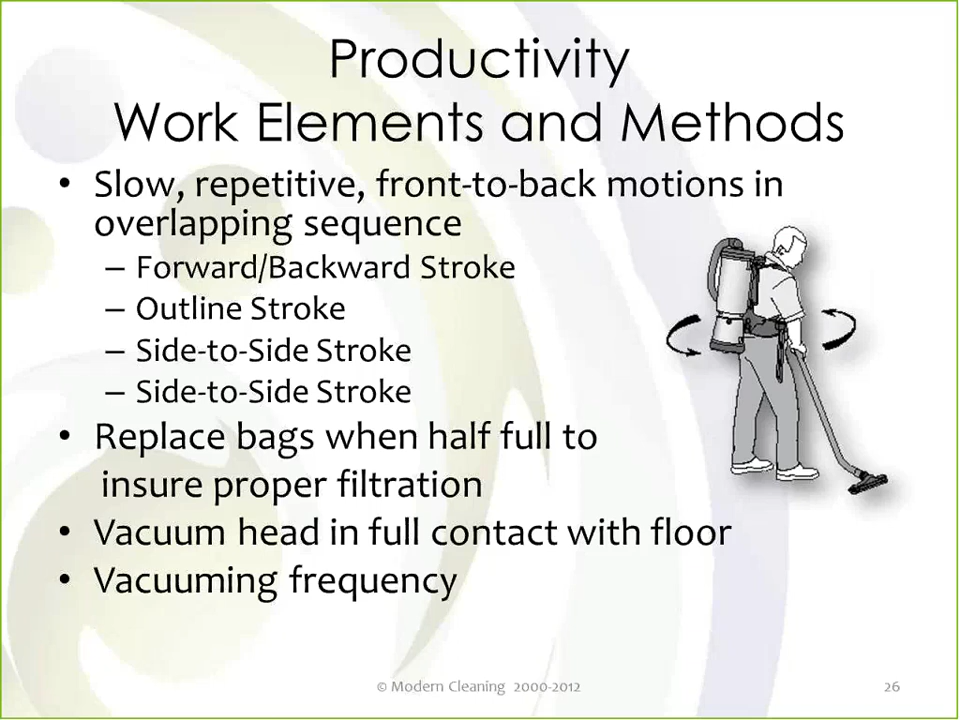 Productivity
Work Elements and Methods
• Slow, repetitive, front-to-back motions in
overlapping sequence
– Forward/Backward Stroke
– Outline Stroke
– Side-to-Side Stroke
– Side-to-Side Stroke
• Replace bags when half full to
insure proper filtration
• Vacuum head in full contact with floor
• Vacuuming frequency
© Modern Cleaning 2000-2012
26